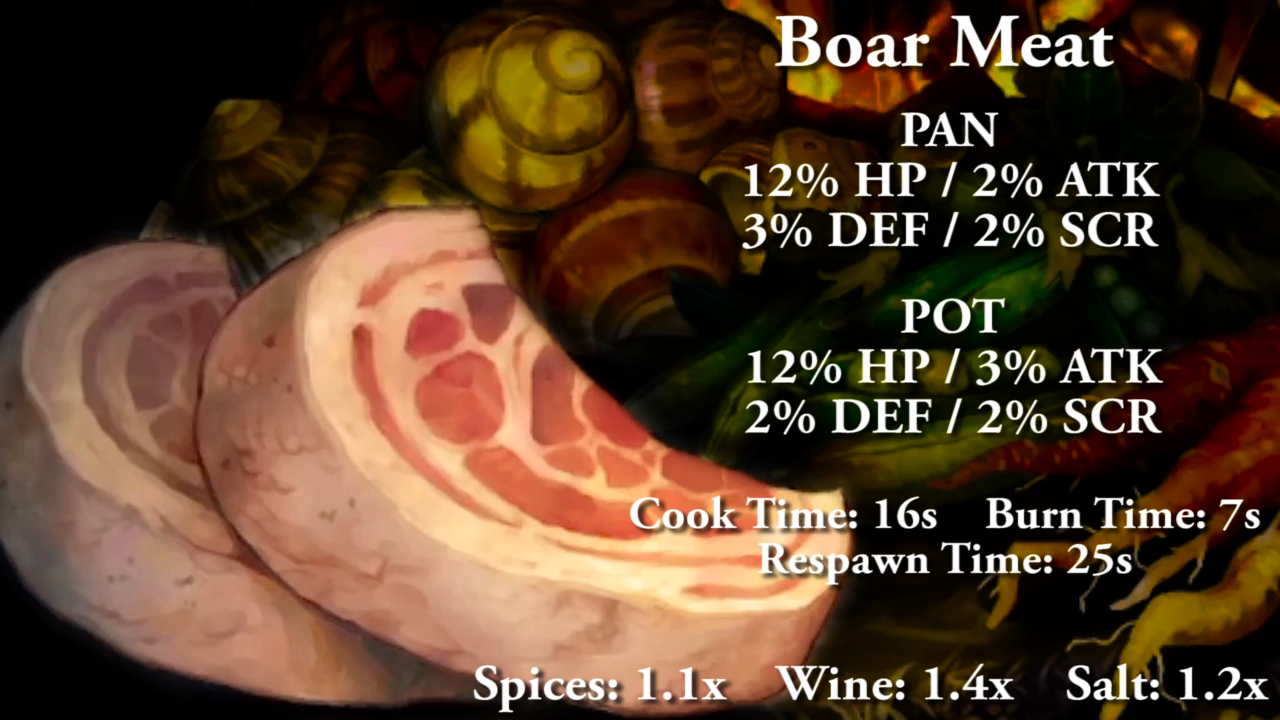 Boar Meat
PAN
12% HP / 2% ATK
3% DEF / 2% SCR
POT
12% HP / 3% ATK
2% DEF / 2% SCR
Cook Time: 16s Burn Time: 7s
Respawn Time: 25s
Spices: 1.1x Wine: 1.4x Salt: 1.2x